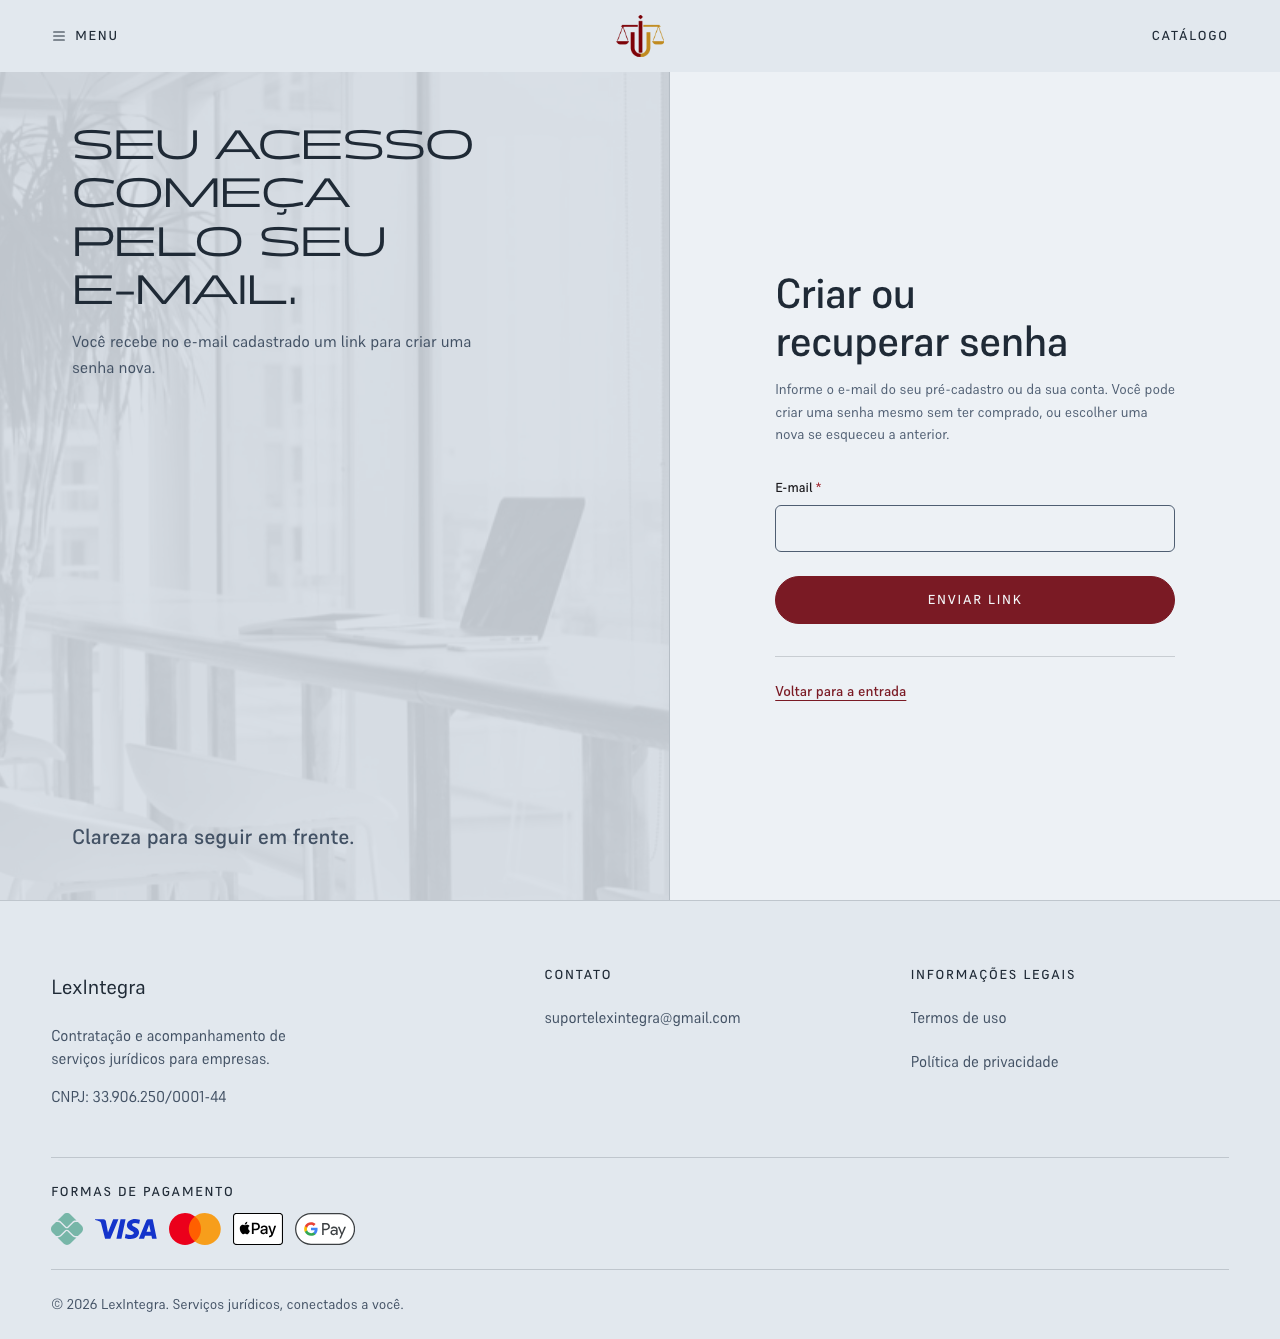 MENU
CATÁLOGO
SEU ACESSO
COMEÇA
PELO SEU
E-MAIL.
Você recebe no e-mail cadastrado um link para criar uma
senha nova.
Clareza para seguir em frente.
Criar ou
recuperar senha
Informe o e-mail do seu pré-cadastro ou da sua conta. Você pode
criar uma senha mesmo sem ter comprado, ou escolher uma
nova se esqueceu a anterior.
E-mail *
ENVIAR LINK
Voltar para a entrada
LexIntegra
Contratação e acompanhamento de
serviços jurídicos para empresas.
CNPJ: 33.906.250/0001-44
CONTATO
suportelexintegra@gmail.com
INFORMAÇÕES LEGAIS
Termos de uso
Política de privacidade
FORMAS DE PAGAMENTO
VISA
Pay
G Pay
© 2026 LexIntegra. Serviços jurídicos, conectados a você.